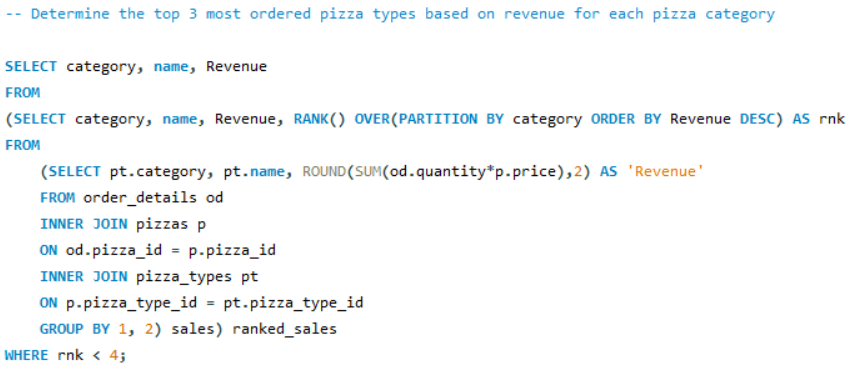 -- Determine the top 3 most ordered pizza types based on revenue for each pizza category
SELECT category, name, Revenue
FROM
(SELECT category, name, Revenue, RANK() OVER(PARTITION BY category ORDER BY Revenue DESC) AS rnk
FROM
(SELECT pt.category, pt.name, ROUND(SUM(od.quantity*p.price),2) AS 'Revenue'
FROM order_details od
INNER JOIN pizzas p
ON od.pizza_id = p.pizza_id
INNER JOIN pizza_types pt
ON p.pizza_type_id = pt.pizza_type_id
GROUP BY 1, 2) sales) ranked_sales
WHERE rnk < 4;